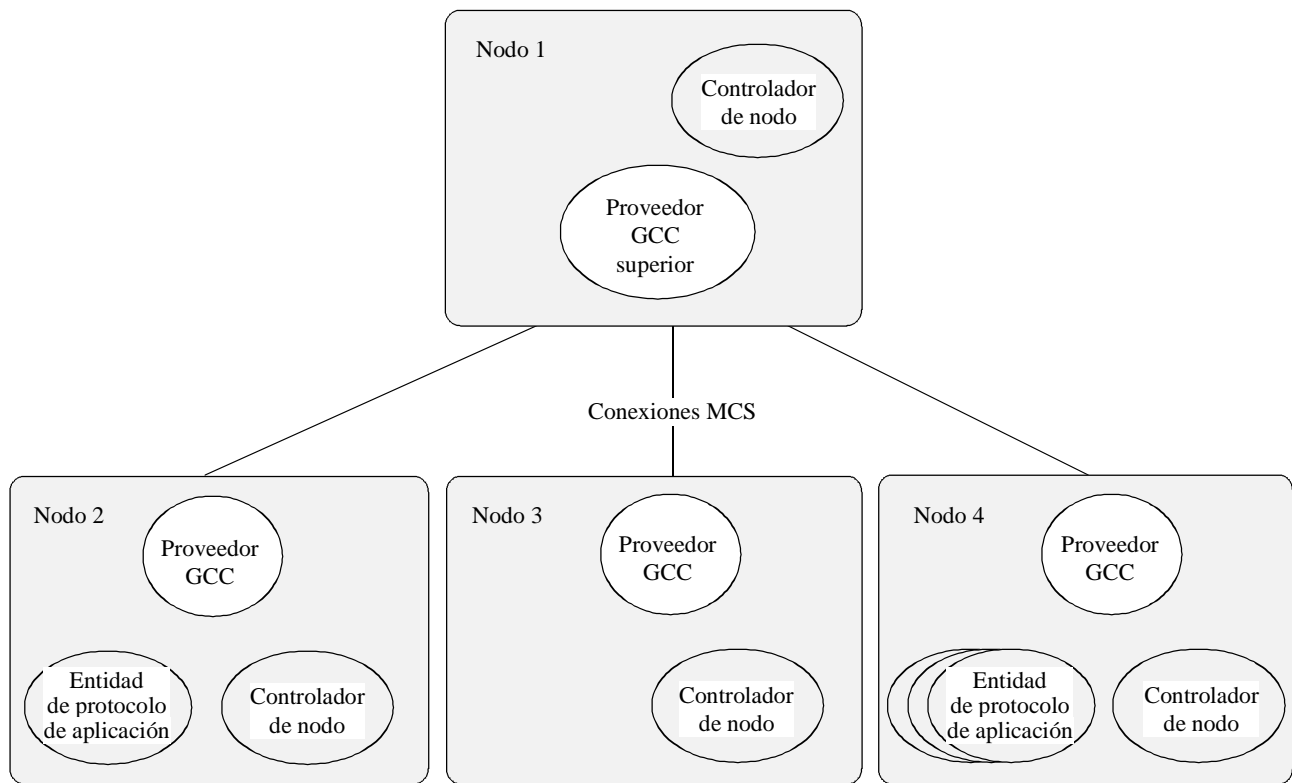 Nodo 1
Controlador
de nodo
Proveedor
GCC
superior
Conexiones MCS
Nodo 2
Proveedor
GCC
Entidad
de protocolo
de aplicación
Controlador
de nodo
Nodo 3
Proveedor
GCC
Controlador
de nodo
Nodo 4
Proveedor
GCC
Entidad
de protocolo
de aplicación
Controlador
de nodo